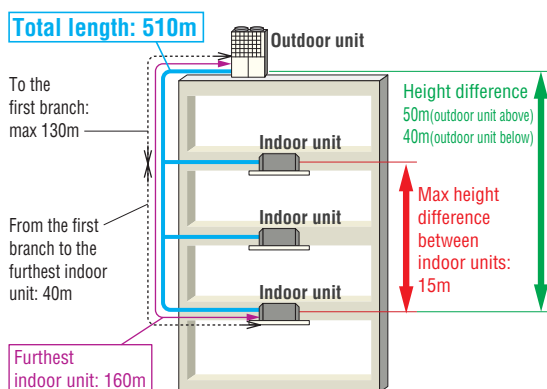 Total length: 510m
Outdoor unit
To the
first branch:
max 130m
Height difference
50m(outdoor unit above)
40m(outdoor unit below)
Indoor unit
Max height
difference
between
indoor units:
15m
From the first
branch to the
furthest indoor
unit: 40m
Indoor unit
Indoor unit
Furthest
indoor unit: 160m